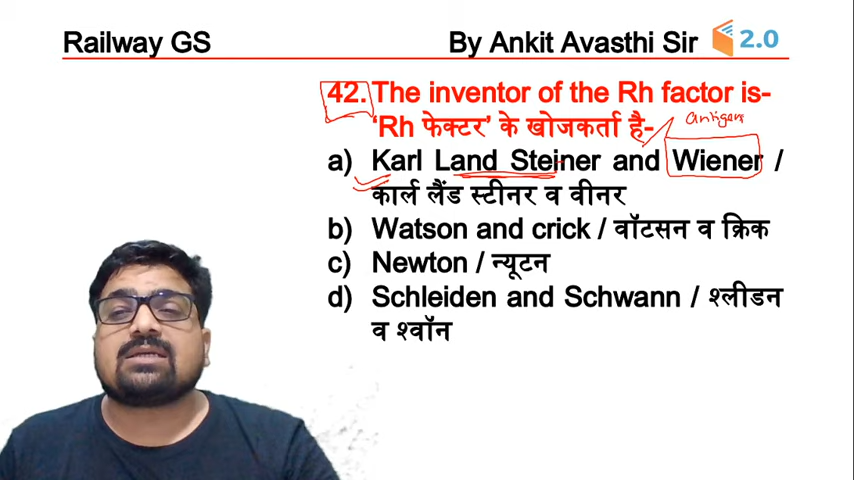 Railway GS
By Ankit Avasthi Sir
2.0
42. The inventor of the Rh factor is-
antigen
‘Rh फेक्टर’ के खोजकर्ता है-
a) Karl Land Steiner and Wiener /
कार्ल लैंड स्टीनर व वीनर
b) Watson and crick / वॉटसन व क्रिक
c) Newton / न्यूटन
d) Schleiden and Schwann / श्लीडन
व श्वॉन